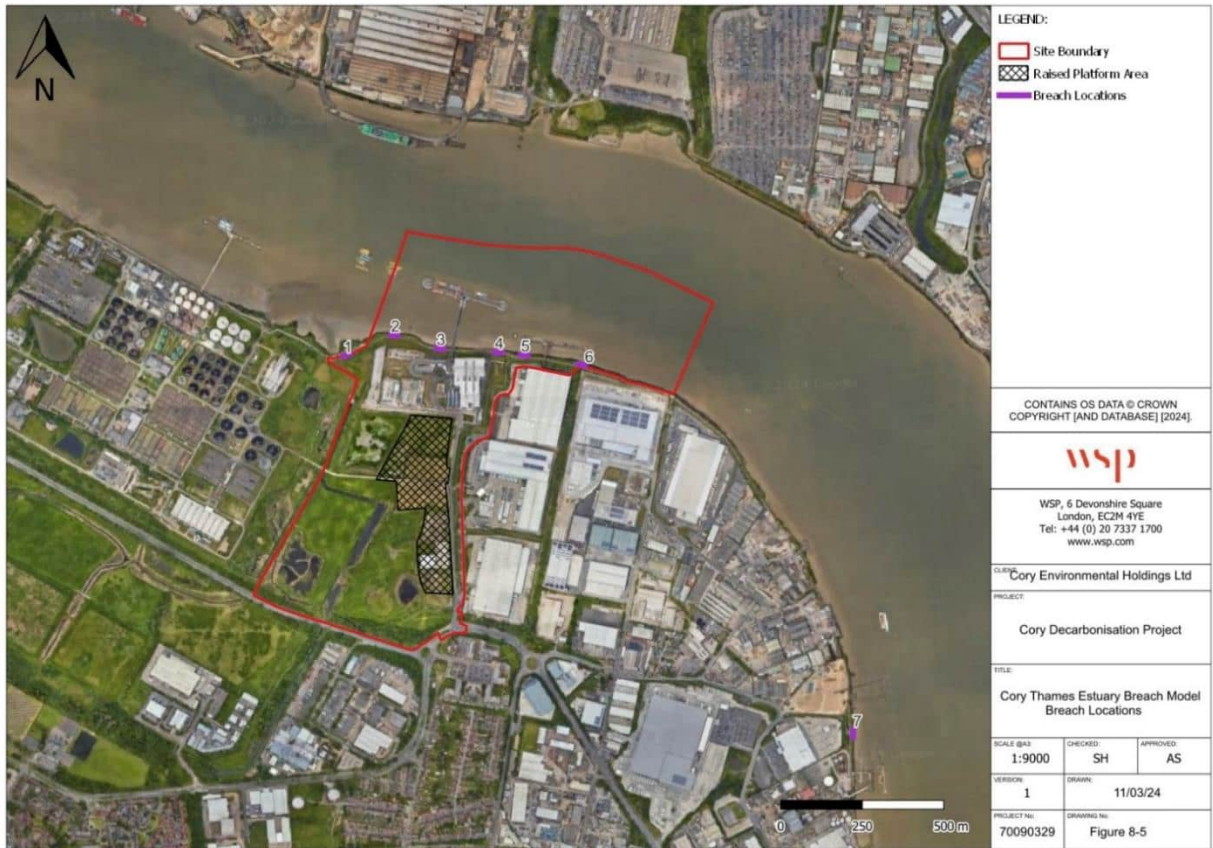 N
1
2
3
4
5
6
7
0 250 500 m
LEGEND:
Site Boundary
Raised Platform Area
Breach Locations
CONTAINS OS DATA © CROWN
COPYRIGHT [AND DATABASE] [2024].
wsp
WSP, 6 Devonshire Square
London, EC2M 4YE
Tel: +44 (0) 20 7337 1700
www.wsp.com
CLIENT:
Cory Environmental Holdings Ltd
PROJECT:
Cory Decarbonisation Project
TITLE:
Cory Thames Estuary Breach Model
Breach Locations
SCALE @A3: CHECKED: APPROVED:
1:9000 SH AS
VERSION: DRAWN:
1 11/03/24
PROJECT No: DRAWING No:
70090329 Figure 8-5